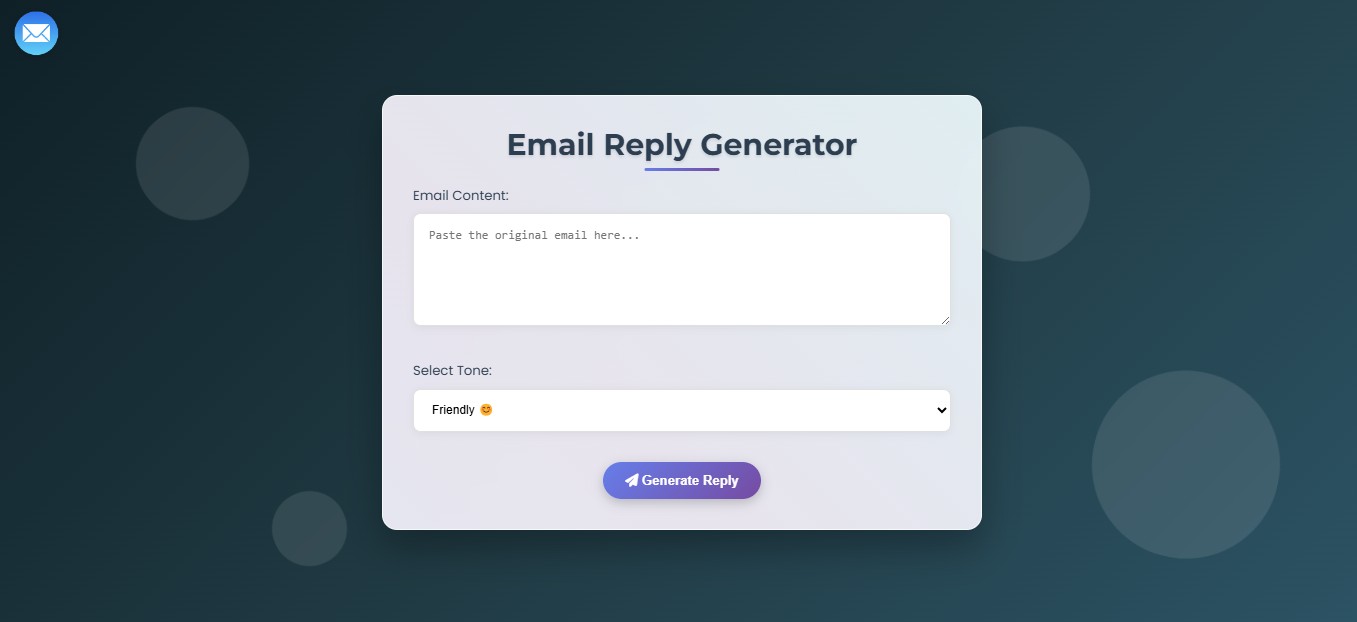 Email Reply Generator
Email Content:
Paste the original email here...
Select Tone:
Friendly 😊
Generate Reply